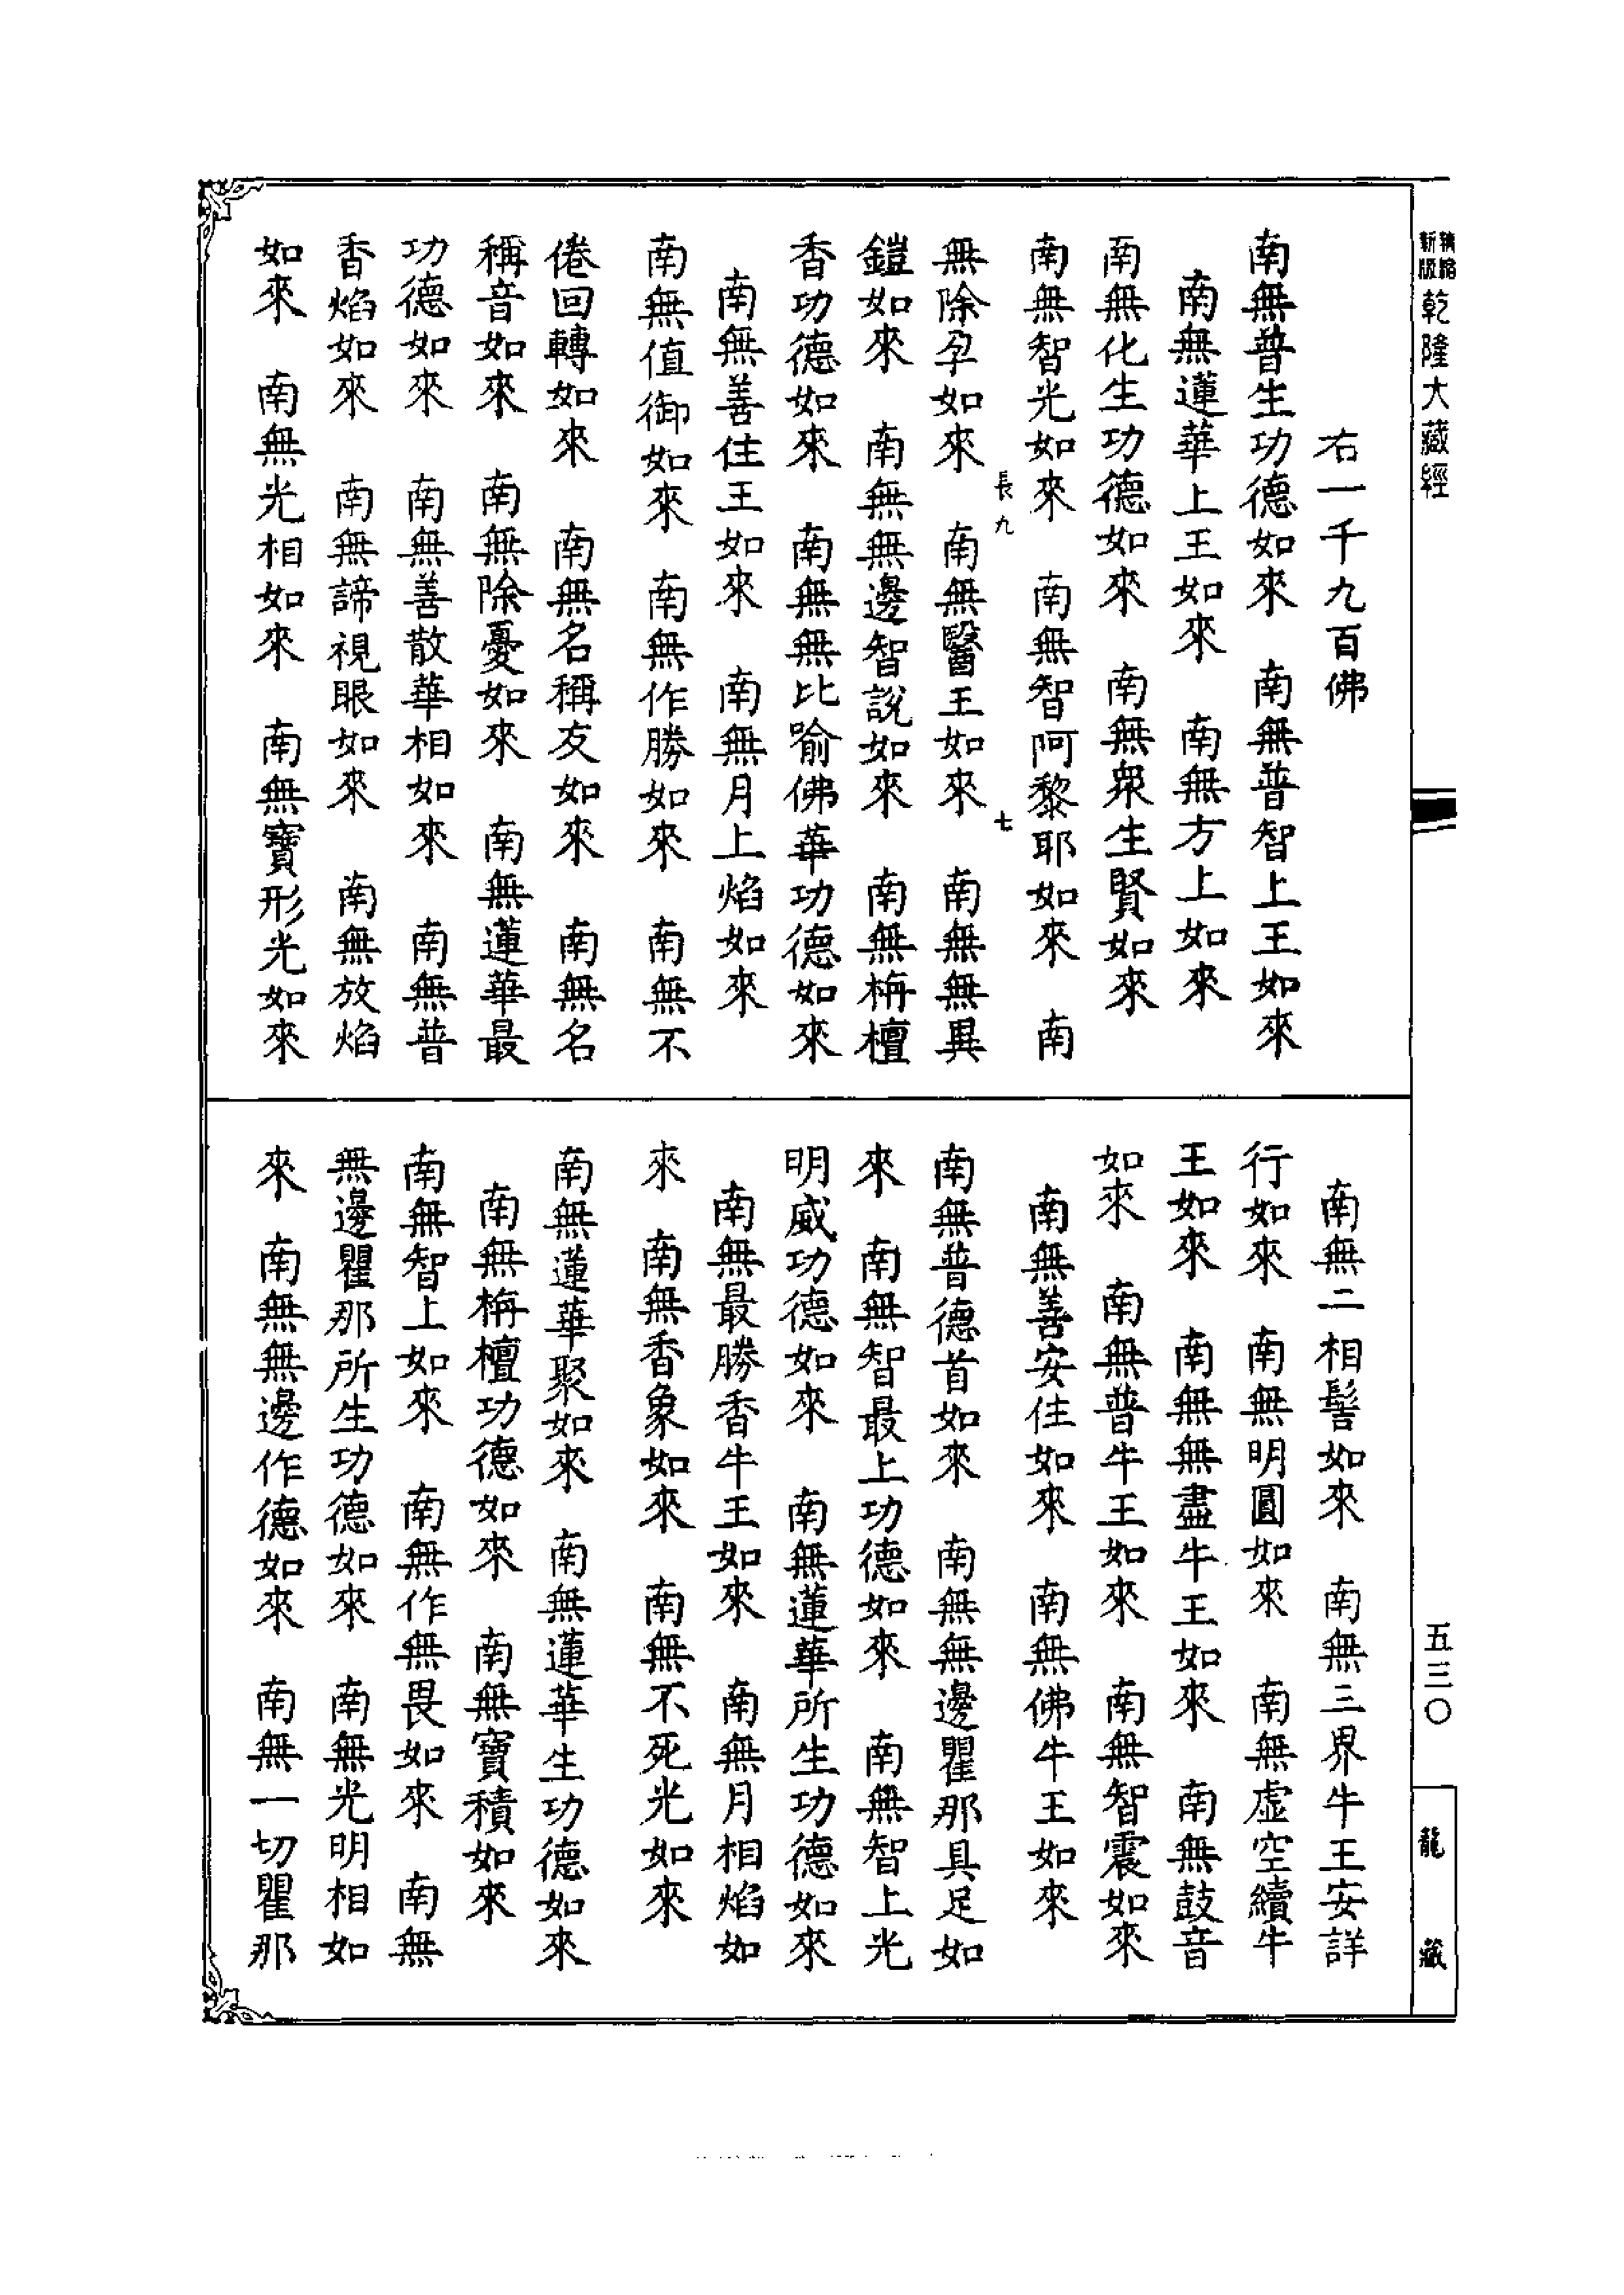 新版精縮乾隆大藏經
右一千九百佛
南無普生功德如來　南無普智上王如來
南無蓮華上王如來　南無方上如來
南無化生功德如來　南無衆生賢如來
南無智光如來　南無智阿黎耶如來　南
長九　七
無除孕如來　南無醫王如來　南無無異
鎧如來　南無無邊智說如來　南無栴檀
香功德如來　南無無比喻佛華功德如來
南無善住王如來　南無月上焰如來
南無值御如來　南無作勝如來　南無不
倦回轉如來　南無名稱友如來　南無名
稱音如來　南無除憂如來　南無蓮華最
功德如來　南無善散華相如來　南無普
香焰如來　南無諦視眼如來　南無放焰
如來　南無光相如來　南無寶形光如來
南無二相髻如來　南無三界牛王安詳
行如來　南無明圓如來　南無虛空續牛
王如來　南無無盡牛王如來　南無鼓音
如來　南無普牛王如來　南無智震如來
南無善安住如來　南無佛牛王如來
南無普德首如來　南無無邊瞿那具足如
來　南無智最上功德如來　南無智上光
明威功德如來　南無蓮華所生功德如來
南無最勝香牛王如來　南無月相焰如
來　南無香象如來　南無不死光如來
南無蓮華聚如來　南無蓮華生功德如來
南無栴檀功德如來　南無寶積如來
南無智上如來　南無作無畏如來　南無
無邊瞿那所生功德如來　南無光明相如
來　南無無邊作德如來　南無一切瞿那
五三〇
龍藏